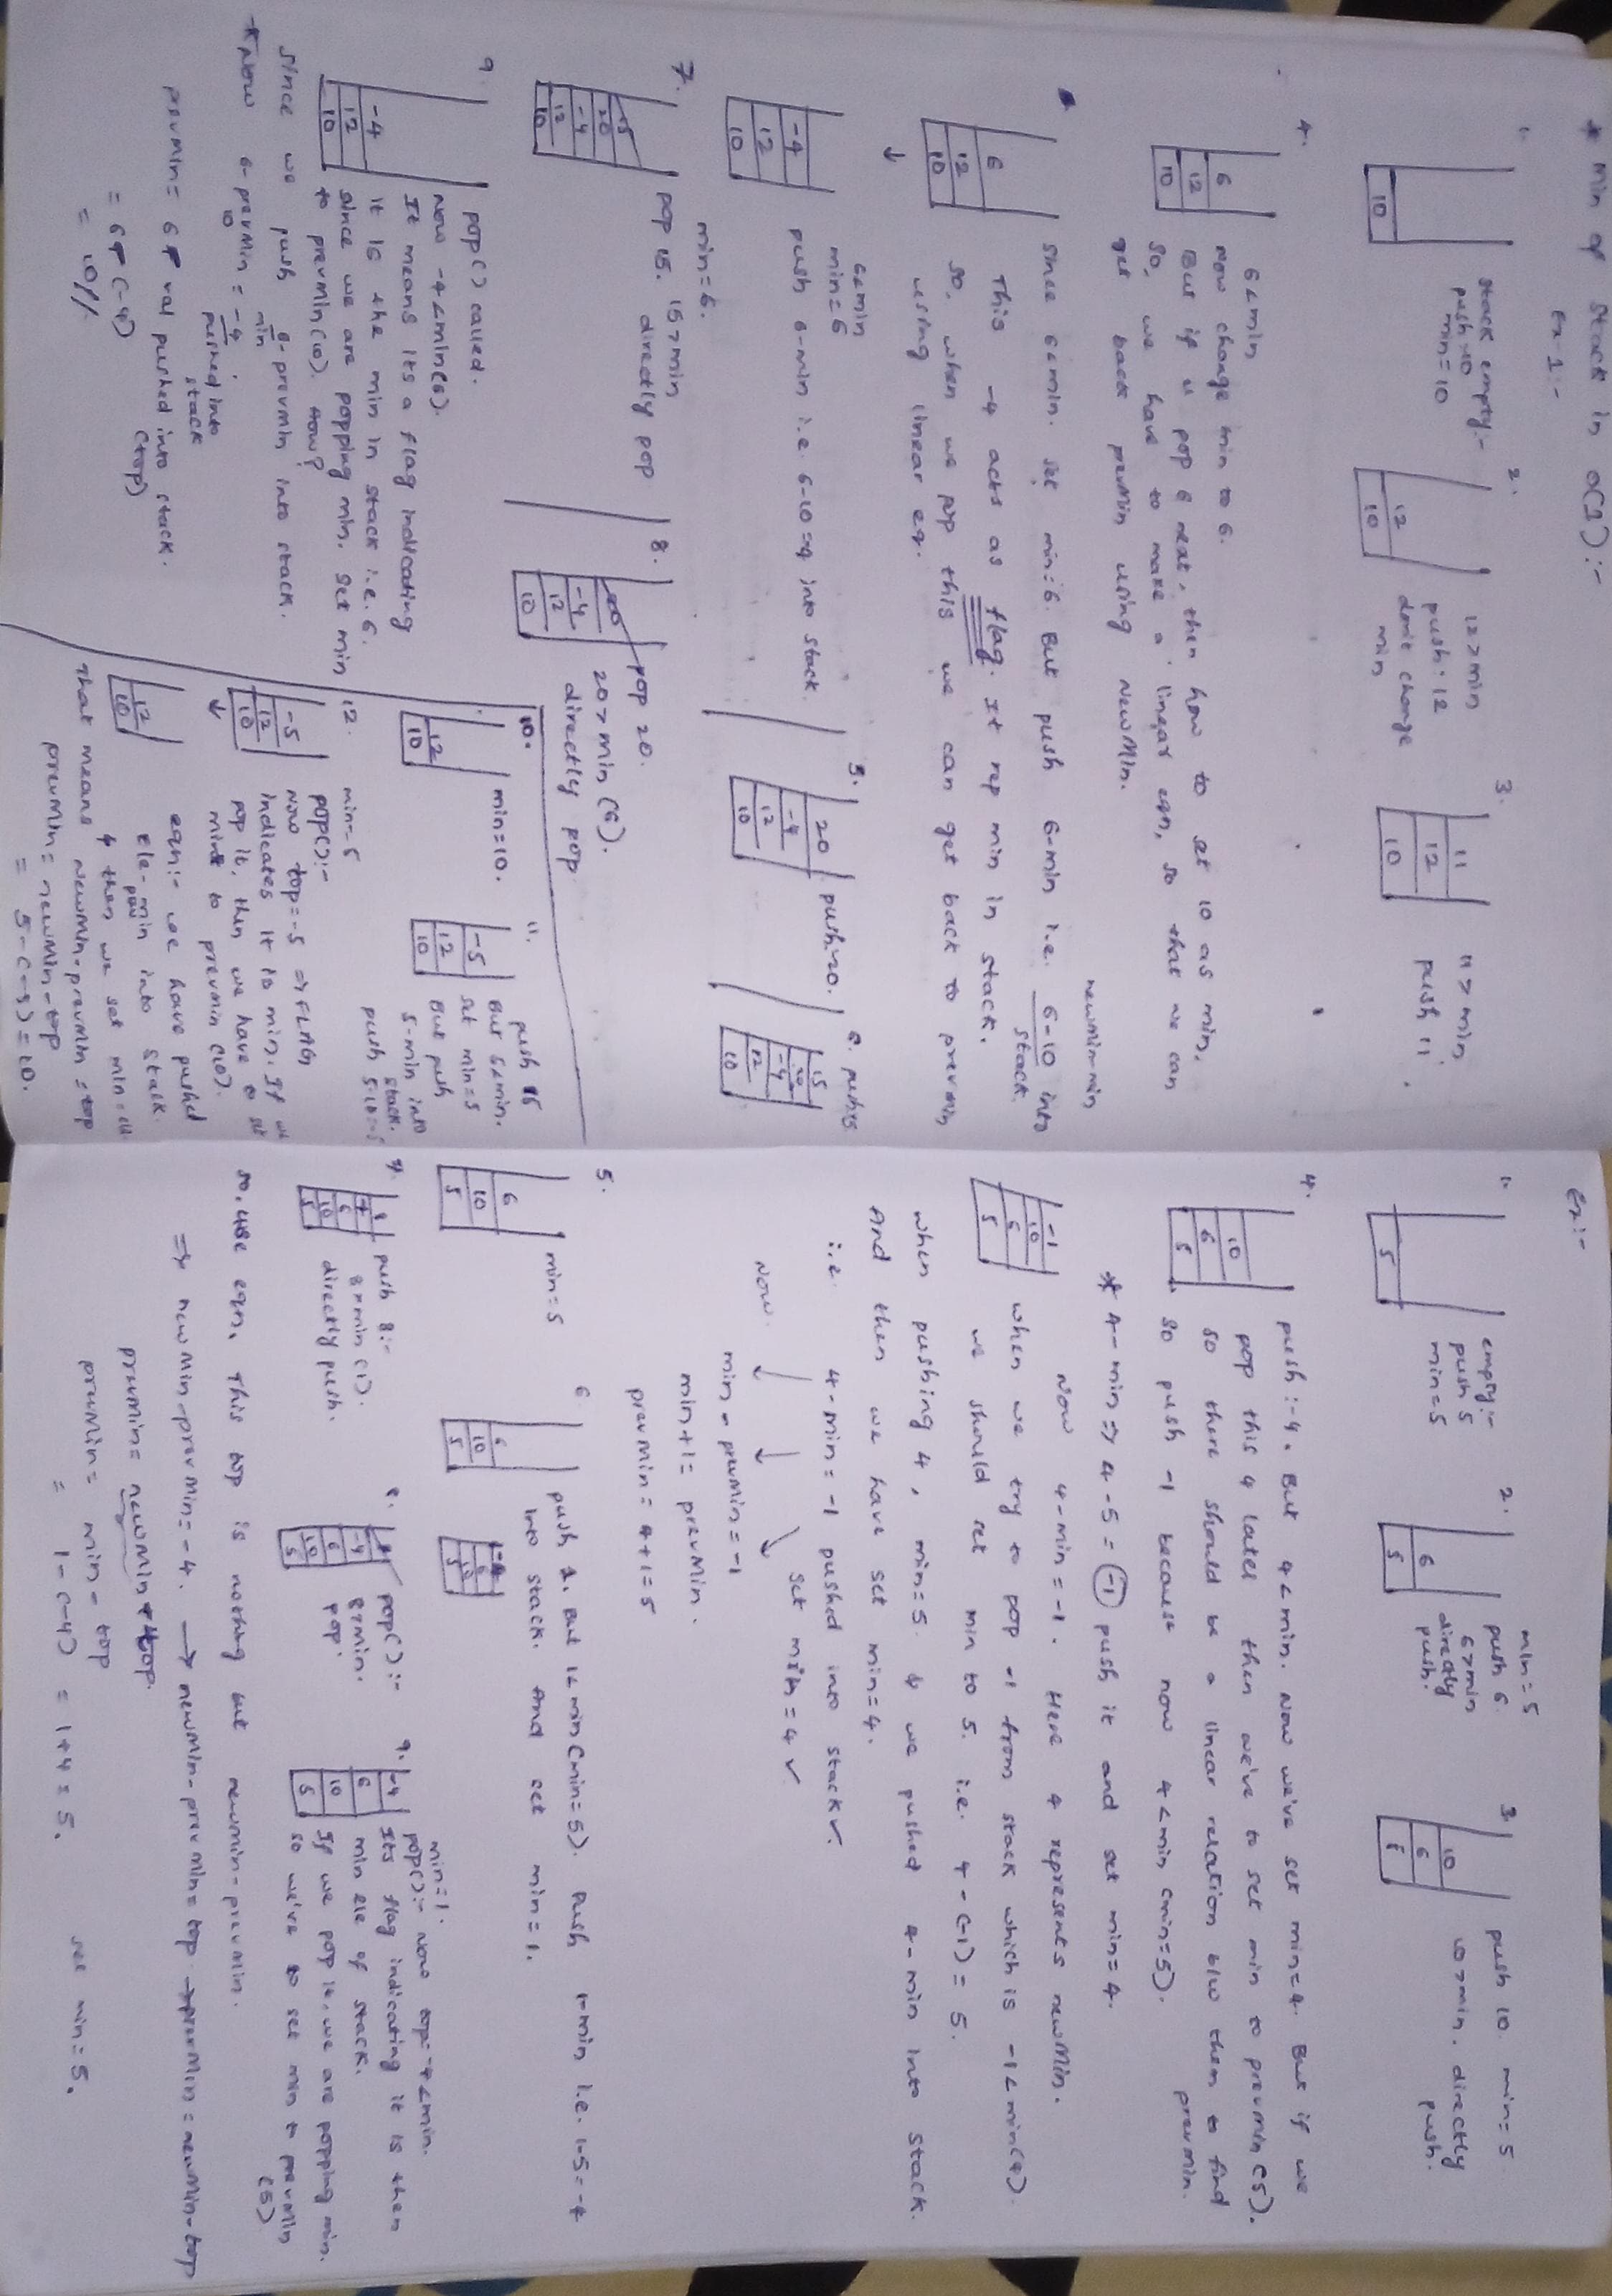 * Min of stack in O(1):-
Ex 1:-
1.
10
stack empty:-
push 10
min=10
2.
12
10
12>min
push 12
dont change
min
3.
11
12
10
11 > min
push 11
4.
6
12
10
6<min
Now change min to 6.
But if u pop 6 next, then how to set 10 as min,
so, we have to make a linear eqn, so that we can
get back prevMin using newMin.
6
12
10
↓
Since 6<min. Set min=6. But push 6-min i.e. 6-10 into
newmin-min
stack.
This -4 acts as flag. It rep min in stack.
so, when we pop this we can get back to prevmin
using linear eq.
-4
12
10
6<min
min=6
push 6-min i.e. 6-10=-4 into stack
5.
20
-4
12
10
push 20.
6. push 15
15
20
-4
12
10
min=6.
7.
15
20
-4
12
10
pop 15. 15>min
directly pop
8.
20
-4
12
10
pop 20.
20>min(6).
directly pop
9.
-4
12
10
pop() called.
Now -4<min(6).
It means its a flag indicating
it is the min in stack i.e. 6.
since we are popping min. Set min
to prevmin(10). How?
since we push 6-prevmin into stack.
min
* Now 6-prevMin = -4.
10
pushed into
stack
prevMin= 6 - val pushed into stack.
(top)
= 6-(-4)
= 10//.
10.
12
10
min=10.
11.
-5
12
10
push 5
But 5<min.
set min=5
But push
5-min into
stack.
push 5-10=-5
12.
-5
12
10
↓
12
10
min=5
pop():-
Now top=-5 => FLAG
indicates it is min. If we
pop it, then we have to set
min to prevmin (10).
eqn:- we have pushed
ele-min into stack.
& then we set min=ele
that means newMin-prevMin = top
prevMin= newMin-top
= 5-(-5)=10.
Ex:-
1.
5
empty:-
push 5
min=5
2.
6
5
min=5
push 6
6>min
directly
push.
3.
10
6
5
push 10. min=5
10>min. directly
push.
4.
10
6
5
push:-4. But 4<min. Now we've set min=4. But if we
pop this 4 later then we've to set min to prevmin(5).
so there should be a linear relation b/w them to find
prevmin.
so push -1 because now 4<min (min=5).
* 4-min => 4-5 = -1 push it and set min=4.
-1
10
6
5
Now 4-min=-1. Here 4 represents newMin.
when we try to pop -1 from stack which is -1<min(4).
we should set min to 5. i.e. 4-(-1) = 5.
when pushing 4, min=5. & we pushed 4-min into stack.
And then we have set min=4.
i.e. 4-min=-1 pushed into stack ✓.
Now ↓ ↓ ↓ set min=4 ✓
min-prevMin=-1
min+1= prevMin.
prevMin= 4+1=5
5.
6
10
5
min=5
6.
6
10
5
push 1. But 1<min(min=5). Push 1-min i.e. 1-5=-4
into stack. And set min=1.
-4
6
10
5
7.
8
-4
6
10
5
push 8:-
8>min(1).
directly push.
8.
8
-4
6
10
5
pop():-
8>min.
pop.
9.
-4
6
10
5
min=1.
pop():- Now top=-4<min.
Its flag indicating it is then
min ele of stack.
If we pop it, we are popping min.
so we've to set min to prevMin
(5)
so, use eqn, this top is nothing but newmin-prevmin.
=> newMin-prevMin=-4. → newMin-prevMin=top → prevMin=newMin-top
prevMin= newMin-top.
prevMin= min-top
= 1-(-4) = 1+4=5.
set min=5.